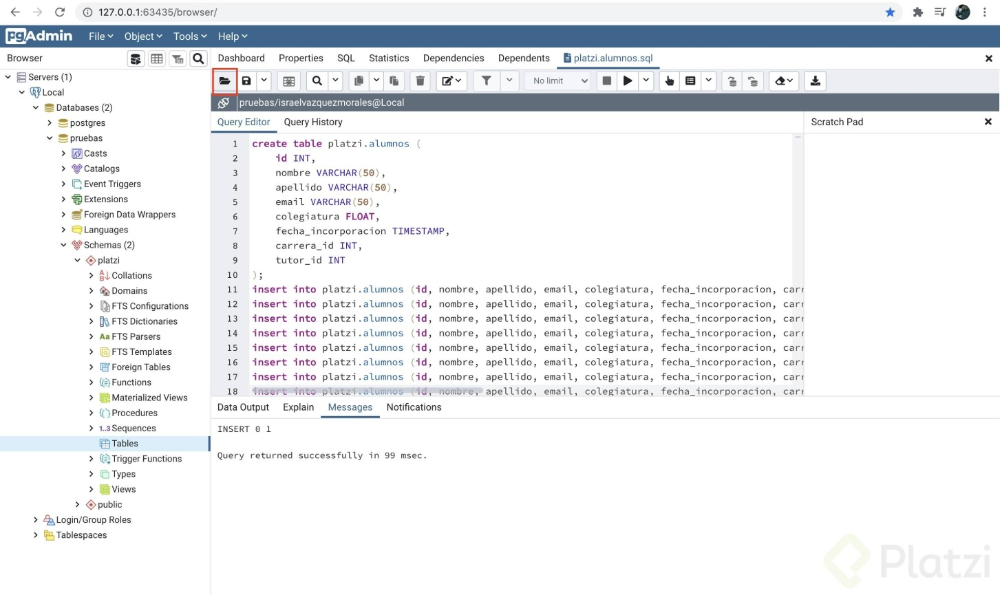 127.0.0.1:63435/browser/
pgAdmin File Object Tools Help
Browser
Dashboard Properties SQL Statistics Dependencies Dependents platzi.alumnos.sql
No limit
pruebas/israelvazquezmorales@Local
Servers (1)
Local
Databases (2)
postgres
pruebas
Casts
Catalogs
Event Triggers
Extensions
Foreign Data Wrappers
Languages
Schemas (2)
platzi
Collations
Domains
FTS Configurations
FTS Dictionaries
Aa FTS Parsers
FTS Templates
Foreign Tables
Functions
Materialized Views
Procedures
1..3 Sequences
Tables
Trigger Functions
Types
Views
public
Login/Group Roles
Tablespaces
Query Editor Query History
Scratch Pad
1 create table platzi.alumnos (
2 id INT,
3 nombre VARCHAR(50),
4 apellido VARCHAR(50),
5 email VARCHAR(50),
6 colegiatura FLOAT,
7 fecha_incorporacion TIMESTAMP,
8 carrera_id INT,
9 tutor_id INT
10 );
11 insert into platzi.alumnos (id, nombre, apellido, email, colegiatura, fecha_incorporacion, carr
12 insert into platzi.alumnos (id, nombre, apellido, email, colegiatura, fecha_incorporacion, carr
13 insert into platzi.alumnos (id, nombre, apellido, email, colegiatura, fecha_incorporacion, carr
14 insert into platzi.alumnos (id, nombre, apellido, email, colegiatura, fecha_incorporacion, carr
15 insert into platzi.alumnos (id, nombre, apellido, email, colegiatura, fecha_incorporacion, carr
16 insert into platzi.alumnos (id, nombre, apellido, email, colegiatura, fecha_incorporacion, carr
17 insert into platzi.alumnos (id, nombre, apellido, email, colegiatura, fecha_incorporacion, carr
18 insert into platzi.alumnos (id, nombre, apellido, email, colegiatura, fecha_incorporacion, carr
Data Output Explain Messages Notifications
INSERT 0 1
Query returned successfully in 99 msec.
Platzi